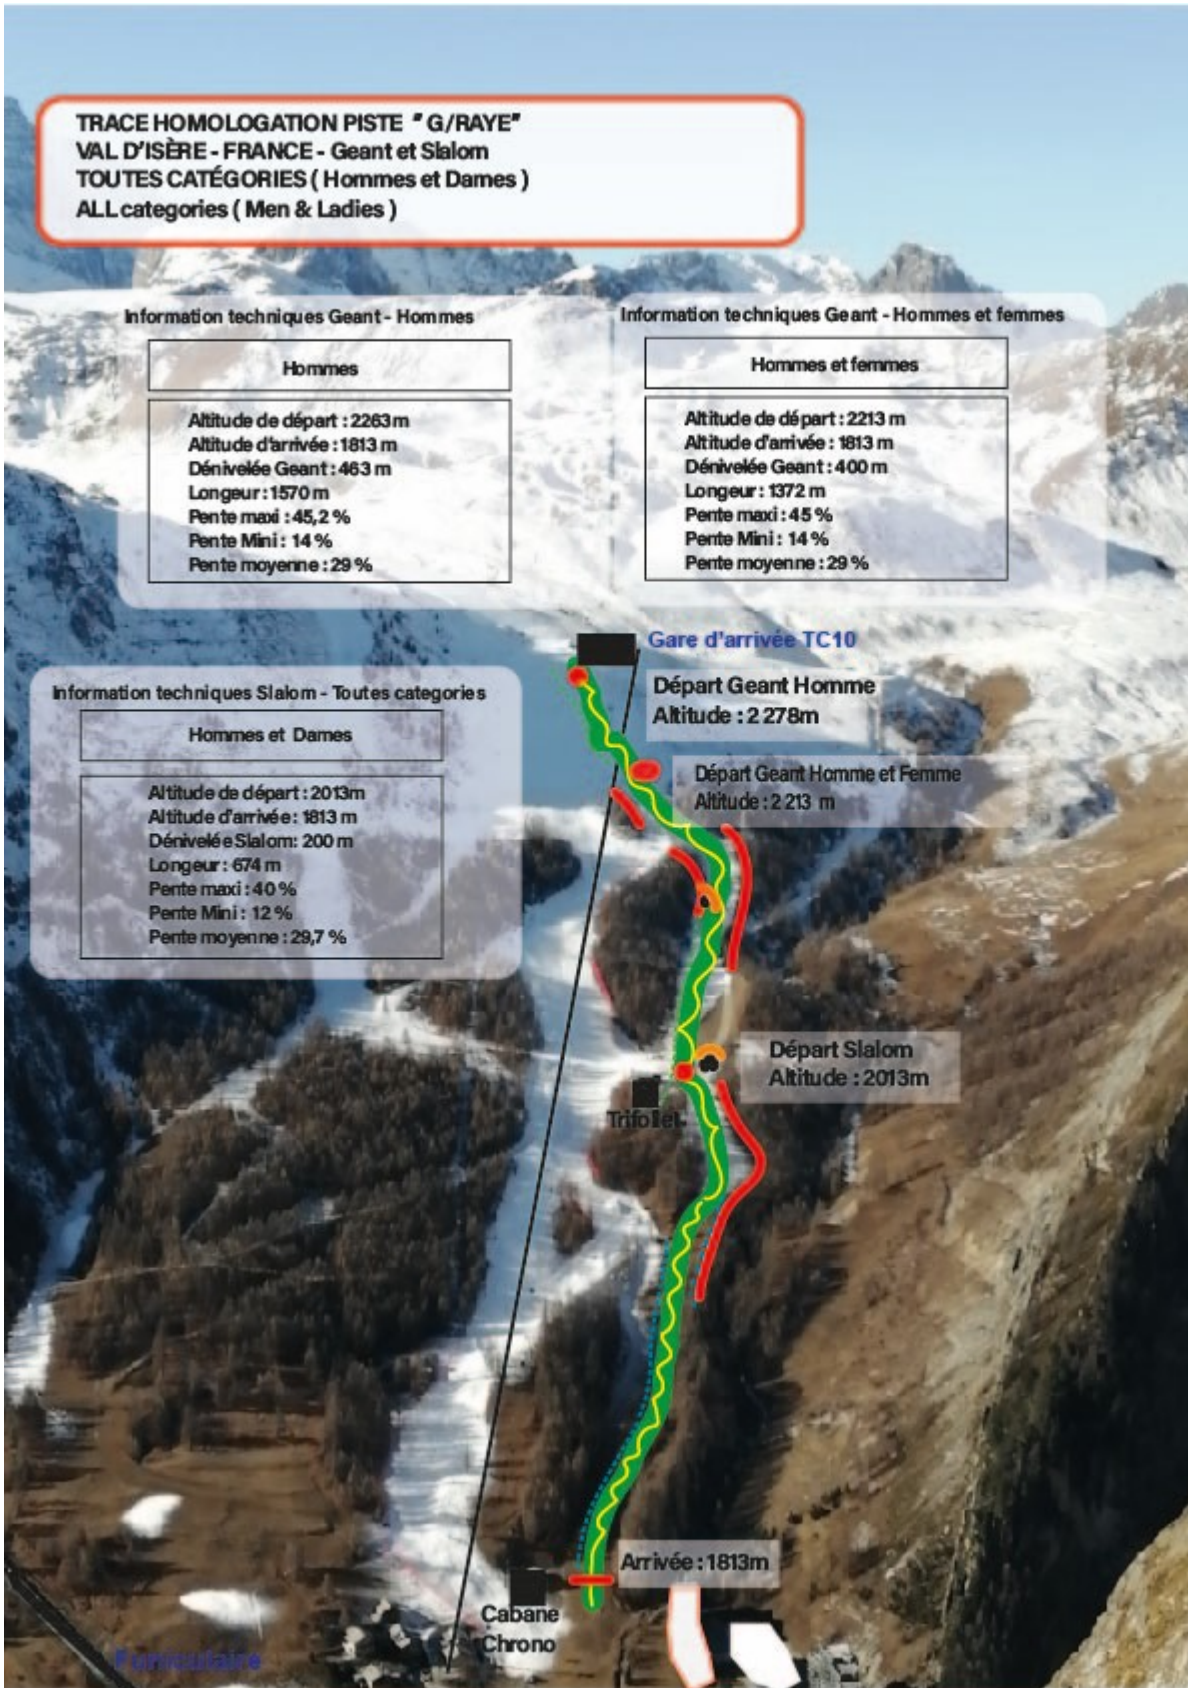 TRACE HOMOLOGATION PISTE " G/RAYE"
VAL D'ISÈRE - FRANCE - Geant et Slalom
TOUTES CATÉGORIES ( Hommes et Dames )
ALL categories ( Men & Ladies )
Information techniques Geant - Hommes
Hommes
Altitude de départ : 2263 m
Altitude d'arrivée : 1813 m
Dénivelée Geant : 463 m
Longeur : 1570 m
Pente maxi : 45,2 %
Pente Mini : 14 %
Pente moyenne : 29 %
Information techniques Geant - Hommes et femmes
Hommes et femmes
Altitude de départ : 2213 m
Altitude d'arrivée : 1813 m
Dénivelée Geant : 400 m
Longeur : 1372 m
Pente maxi : 45 %
Pente Mini : 14 %
Pente moyenne : 29 %
Gare d'arrivée TC10
Départ Geant Homme
Altitude : 2 278m
Information techniques Slalom - Toutes categories
Hommes et Dames
Altitude de départ : 2013m
Altitude d'arrivée : 1813 m
Dénivelée Slalom: 200 m
Longeur : 674 m
Pente maxi : 40 %
Pente Mini : 12 %
Pente moyenne : 29,7 %
Départ Geant Homme et Femme
Altitude : 2 213 m
Départ Slalom
Altitude : 2013m
Trifollet
Arrivée : 1813m
Cabane
Chrono
Funiculaire